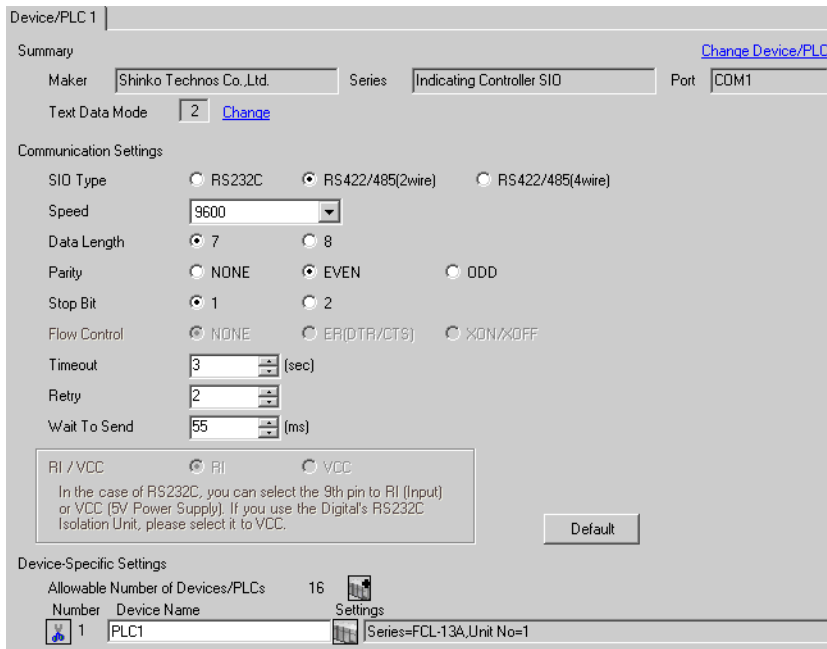 Device/PLC 1
Summary Change Device/PLC
Maker Shinko Technos Co.,Ltd. Series Indicating Controller SIO Port COM1
Text Data Mode 2 Change
Communication Settings
SIO Type RS232C RS422/485(2wire) RS422/485(4wire)
Speed 9600
Data Length 7 8
Parity NONE EVEN ODD
Stop Bit 1 2
Flow Control NONE ER(DTR/CTS) XON/XOFF
Timeout 3 (sec)
Retry 2
Wait To Send 55 (ms)
RI / VCC RI VCC
In the case of RS232C, you can select the 9th pin to RI (Input)
or VCC (5V Power Supply). If you use the Digital's RS232C
Isolation Unit, please select it to VCC.
Default
Device-Specific Settings
Allowable Number of Devices/PLCs 16
Number Device Name Settings
1 PLC1 Series=FCL-13A,Unit No=1